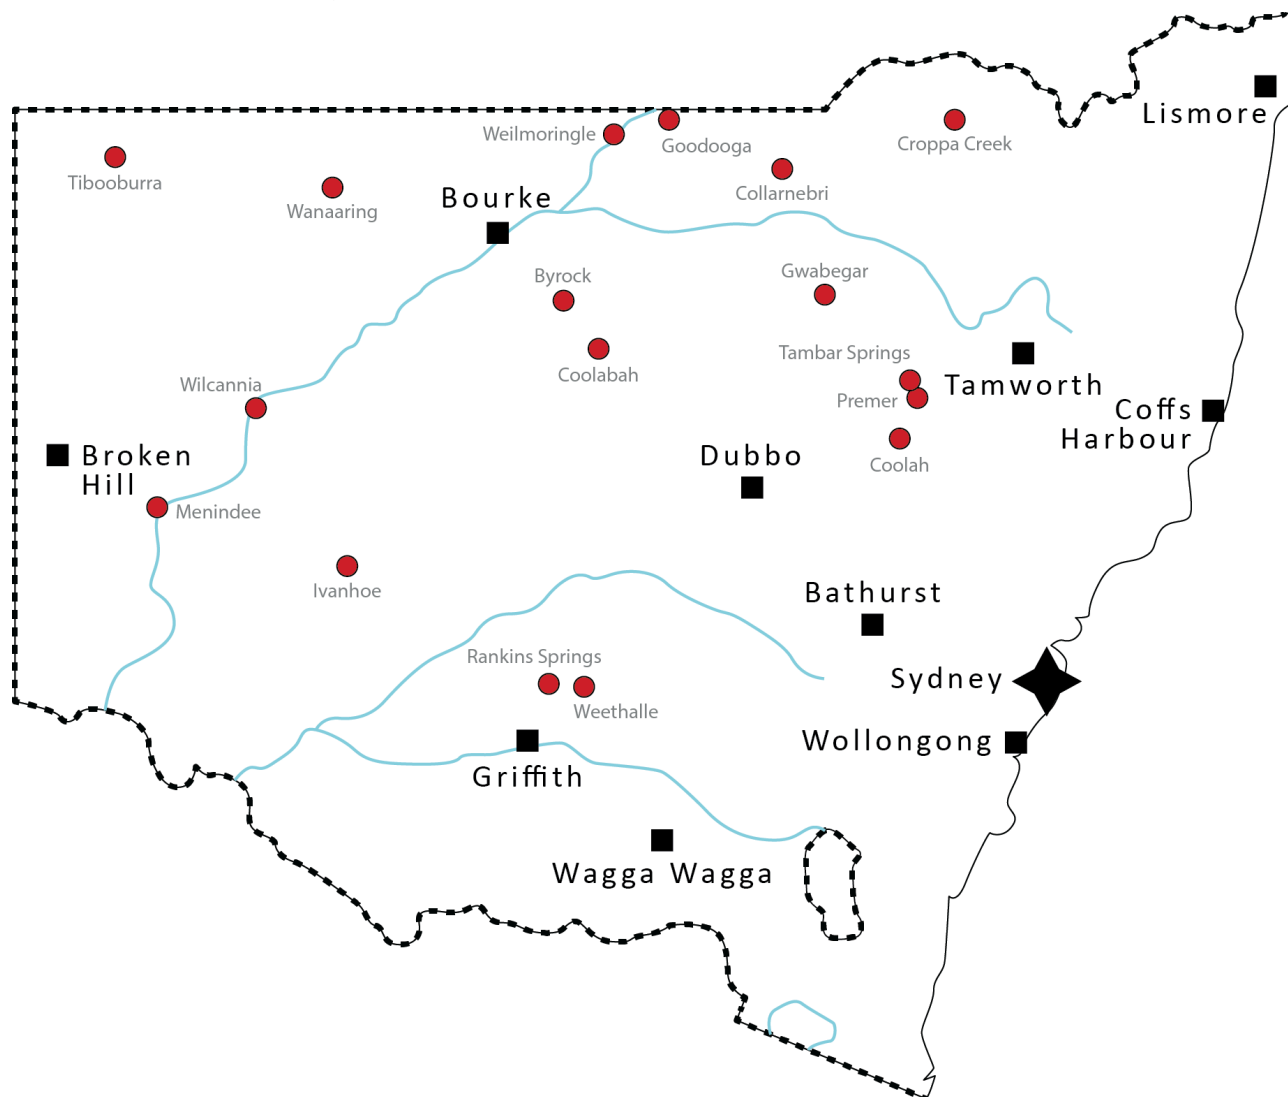 Lismore
Weilmoringle
Goodooga
Croppa Creek
Tibooburra
Collarnebri
Wanaaring
Bourke
Byrock
Gwabegar
Tambar Springs
Coolabah
Wilcannia
Tamworth
Premer
Coffs
Harbour
Broken
Hill
Dubbo
Coolah
Menindee
Ivanhoe
Bathurst
Rankins Springs
Sydney
Weethalle
Wollongong
Griffith
Wagga Wagga